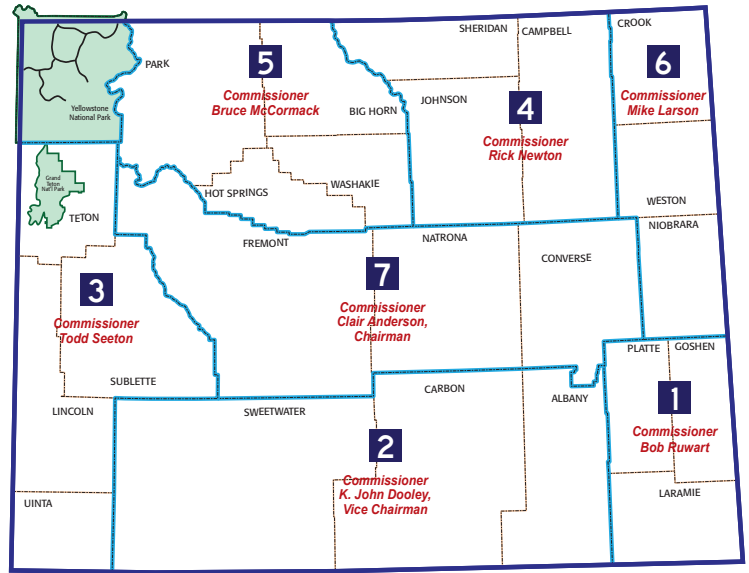 SHERIDAN
CAMPBELL
CROOK
PARK
5
Commissioner
Bruce McCormack
6
Commissioner
Mike Larson
Yellowstone
National Park
BIG HORN
JOHNSON
4
Commissioner
Rick Newton
Grand
Teton
Nat'l Park
TETON
HOT SPRINGS
WASHAKIE
WESTON
NIOBRARA
FREMONT
NATRONA
CONVERSE
3
Commissioner
Todd Seeton
7
Commissioner
Clair Anderson,
Chairman
PLATTE
GOSHEN
SUBLETTE
LINCOLN
SWEETWATER
CARBON
ALBANY
1
Commissioner
Bob Ruwart
2
Commissioner
K. John Dooley,
Vice Chairman
LARAMIE
UINTA